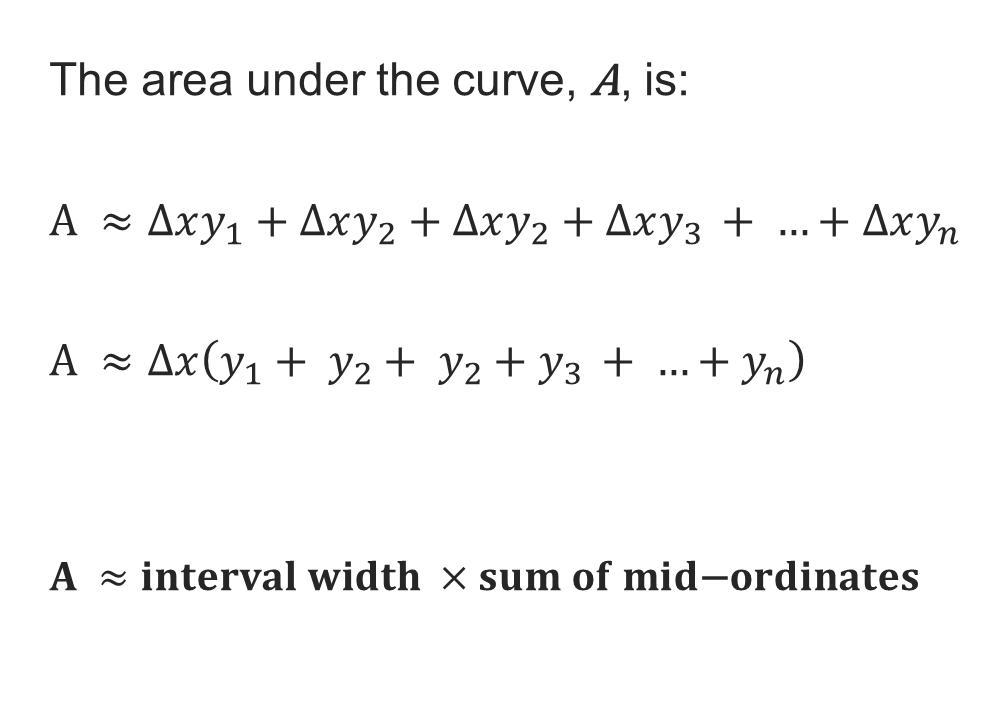 The area under the curve, A, is:
A ≈ Δxy₁ + Δxy₂ + Δxy₂ + Δxy₃ + …+ Δxyₙ
A ≈ Δx(y₁ + y₂ + y₂ + y₃ + …+ yₙ)
A ≈ interval width × sum of mid−ordinates